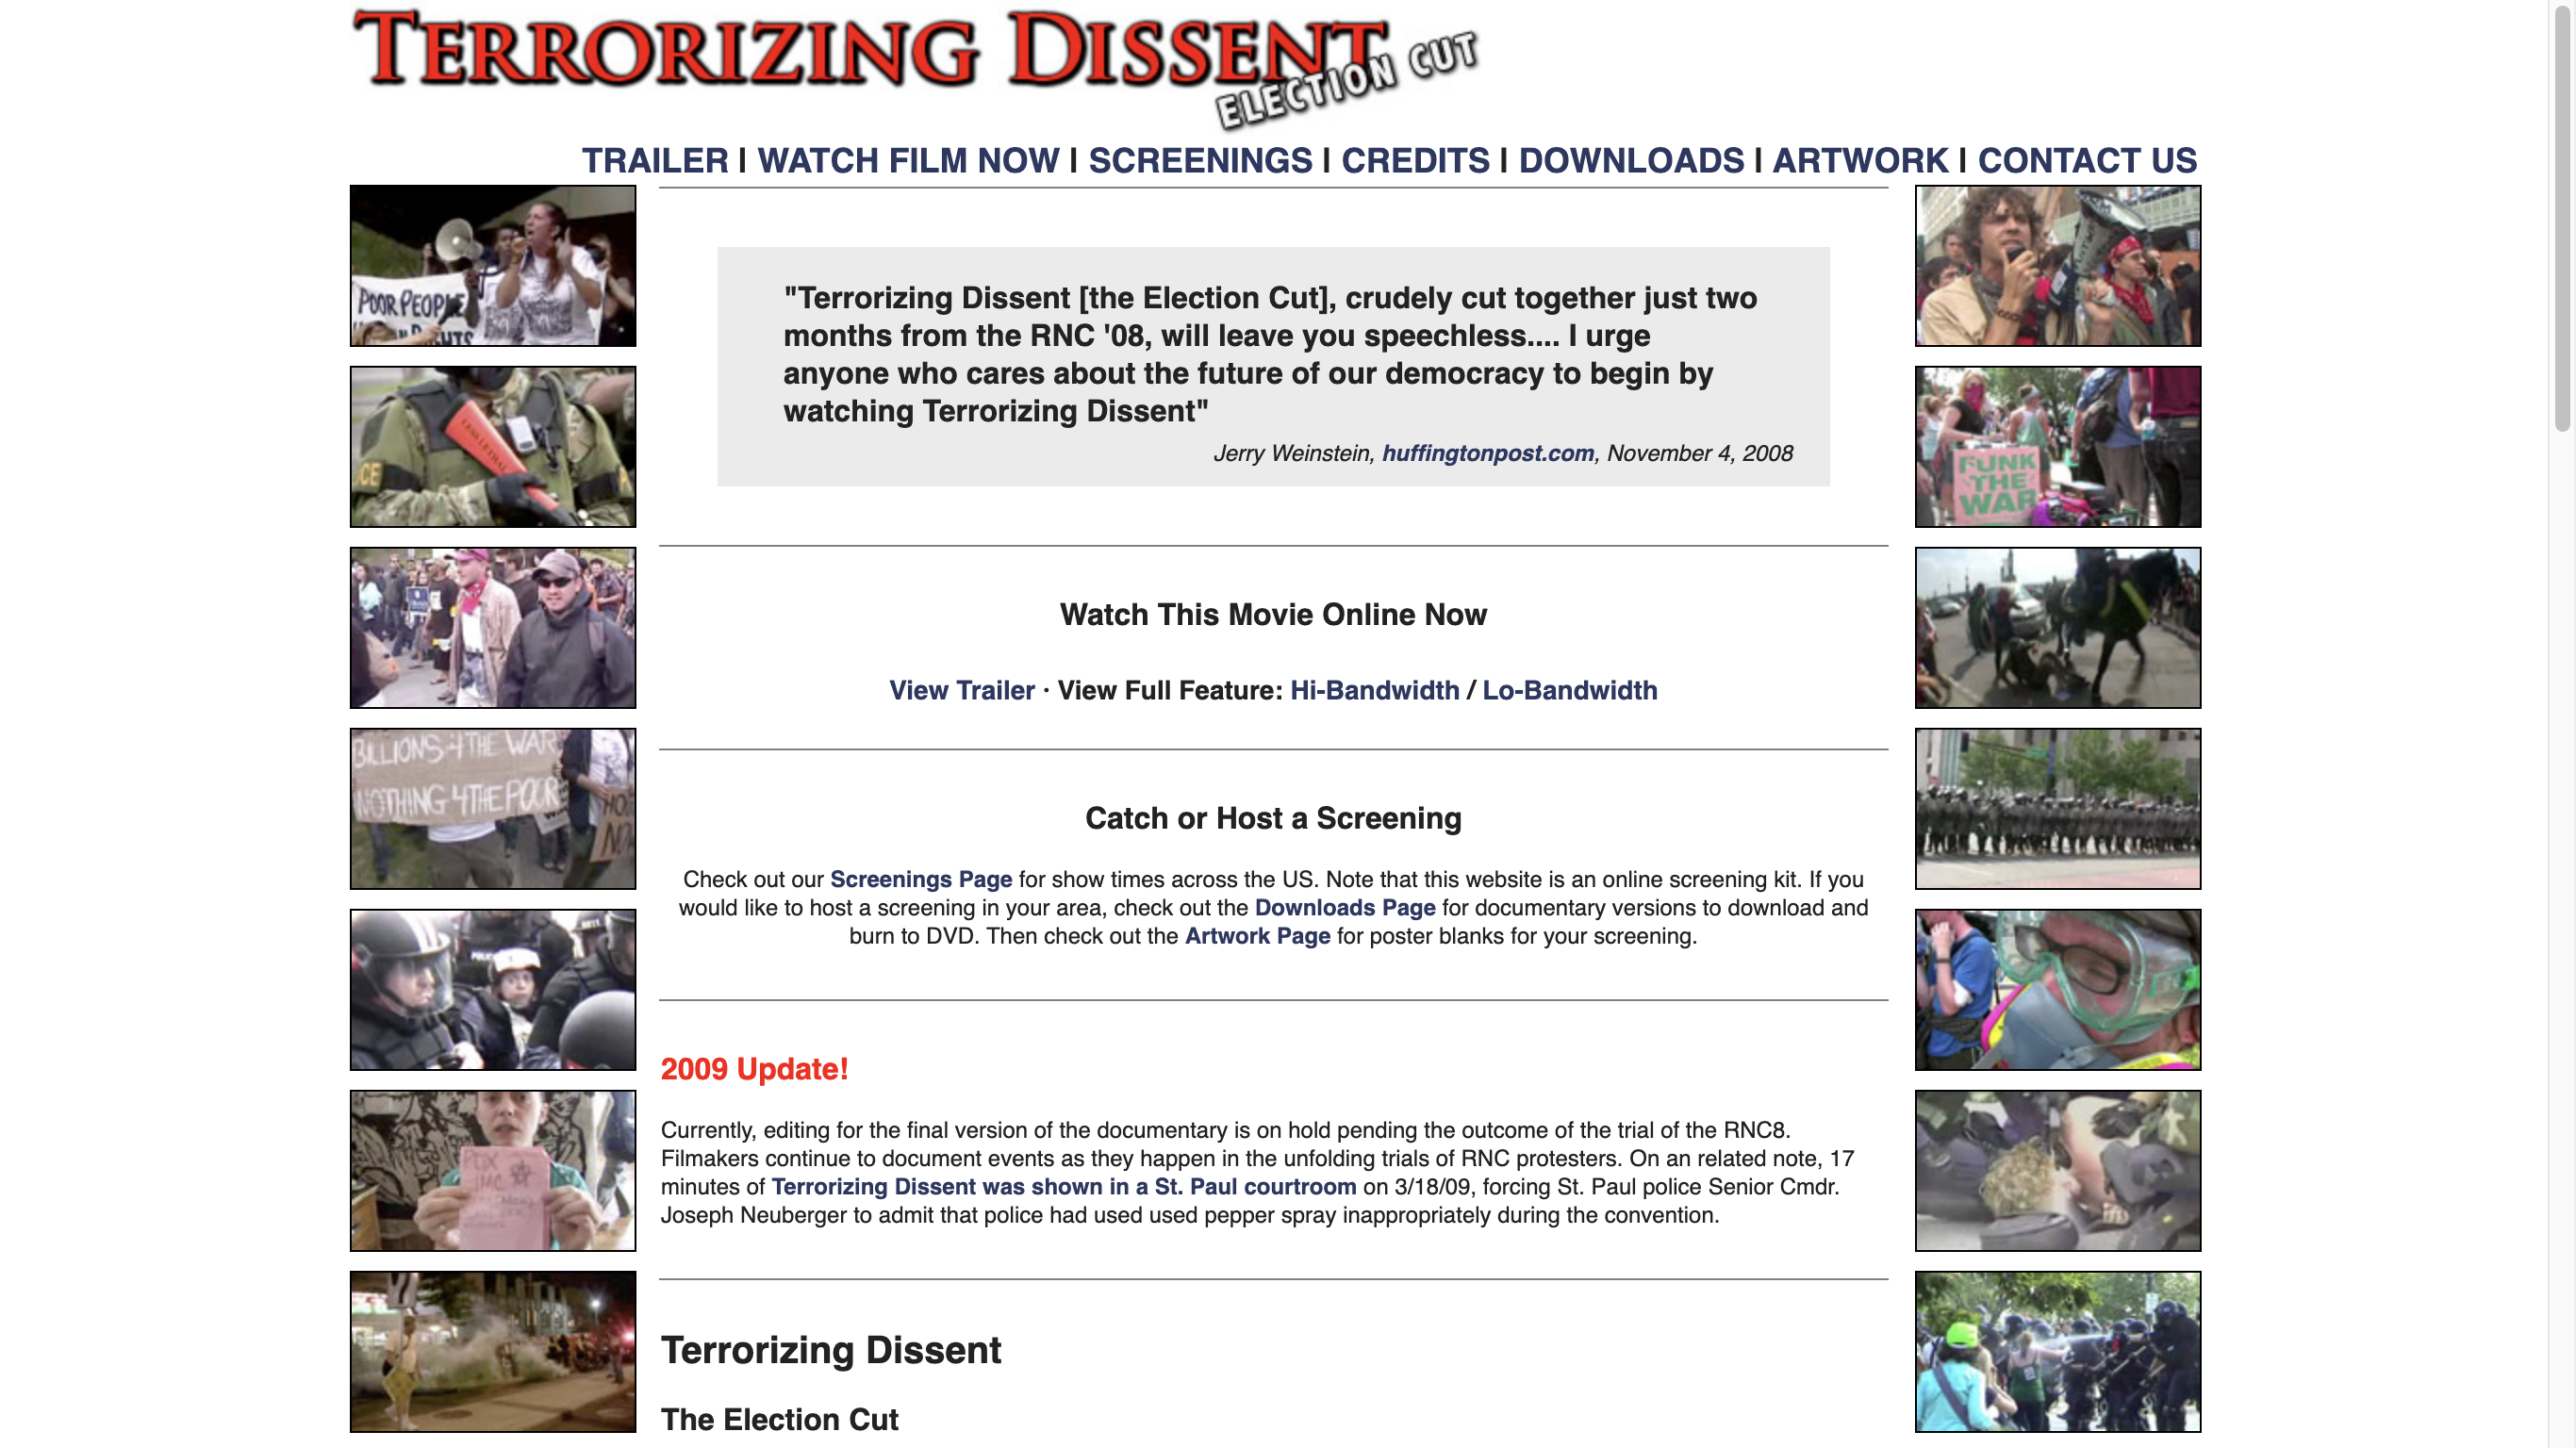 TERRORIZING DISSENT
ELECTION CUT
TRAILER | WATCH FILM NOW | SCREENINGS | CREDITS | DOWNLOADS | ARTWORK | CONTACT US
POOR PEOPLE
"Terrorizing Dissent [the Election Cut], crudely cut together just two
months from the RNC '08, will leave you speechless.... I urge
anyone who cares about the future of our democracy to begin by
watching Terrorizing Dissent"
Jerry Weinstein, huffingtonpost.com, November 4, 2008
FUNK
THE
WAR
Watch This Movie Online Now
View Trailer · View Full Feature: Hi-Bandwidth / Lo-Bandwidth
BILLIONS 4 THE WAR
NOTHING 4 THE POOR
Catch or Host a Screening
Check out our Screenings Page for show times across the US. Note that this website is an online screening kit. If you
would like to host a screening in your area, check out the Downloads Page for documentary versions to download and
burn to DVD. Then check out the Artwork Page for poster blanks for your screening.
2009 Update!
Currently, editing for the final version of the documentary is on hold pending the outcome of the trial of the RNC8.
Filmakers continue to document events as they happen in the unfolding trials of RNC protesters. On an related note, 17
minutes of Terrorizing Dissent was shown in a St. Paul courtroom on 3/18/09, forcing St. Paul police Senior Cmdr.
Joseph Neuberger to admit that police had used used pepper spray inappropriately during the convention.
Terrorizing Dissent
The Election Cut